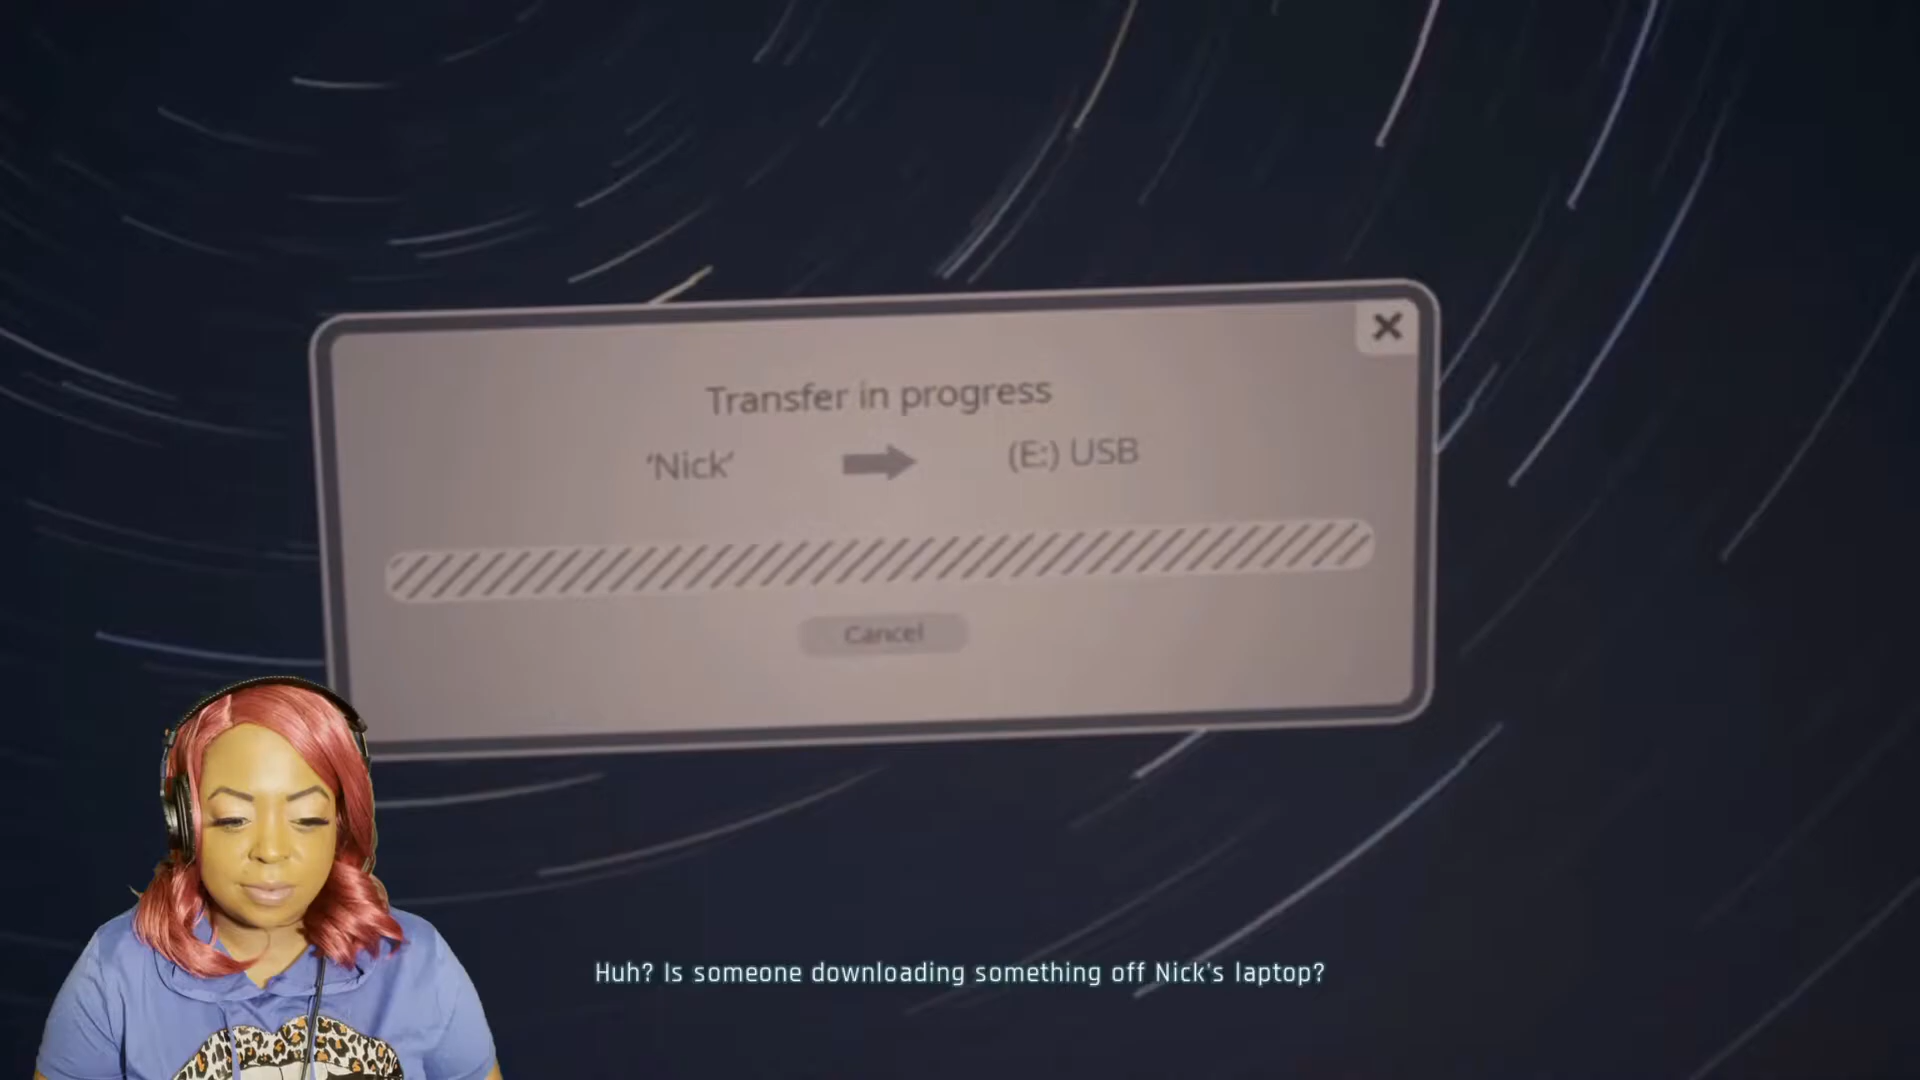 Transfer in progress
‘Nick’ (E:) USB
Cancel
Huh? Is someone downloading something off Nick's laptop?